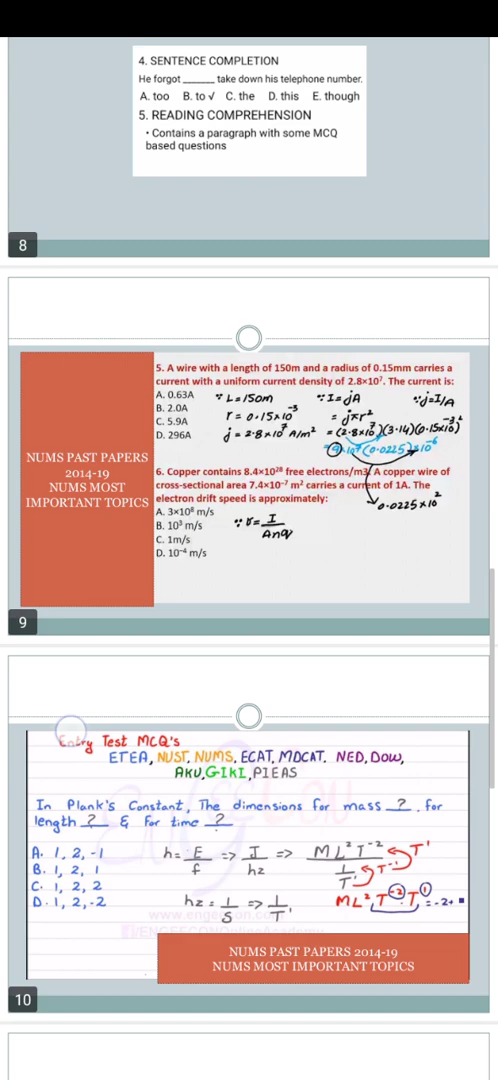 4. SENTENCE COMPLETION
He forgot ______ take down his telephone number.
A. too B. to √ C. the D. this E. though
5. READING COMPREHENSION
• Contains a paragraph with some MCQ
based questions
8
NUMS PAST PAPERS
2014-19
NUMS MOST
IMPORTANT TOPICS
5. A wire with a length of 150m and a radius of 0.15mm carries a
current with a uniform current density of 2.8×10⁷. The current is:
A. 0.63A
B. 2.0A
C. 5.9A
D. 296A
∵ L=150m
r = 0.15×10⁻³
j = 2.8×10⁷ A/m²
∵ I=jA
= jπr²
= (2.8×10⁷)(3.14)(0.15×10⁻³)²
(0.0225)×10⁻⁶
∵ j=I/A
0.0225×10²
6. Copper contains 8.4×10²⁸ free electrons/m3. A copper wire of
cross-sectional area 7.4×10⁻⁷ m² carries a current of 1A. The
electron drift speed is approximately:
A. 3×10⁸ m/s
B. 10³ m/s
C. 1m/s
D. 10⁻⁴ m/s
∵ v = I/Anq
9
Entry Test MCQ's
ETEA, NUST, NUMS, ECAT, MDCAT, NED, DOW,
AKU, GIKI, PIEAS
In Plank's Constant, The dimensions for mass ?, for
length ? & for time ?
A. 1, 2, -1
B. 1, 2, 1
C. 1, 2, 2
D. 1, 2, -2
h = E/f => J/hz => ML²T⁻² / 1/T¹
T¹
T⁻¹
hz = 1/S => 1/T¹
ML² T⁻² T¹ = -2+
NUMS PAST PAPERS 2014-19
NUMS MOST IMPORTANT TOPICS
10